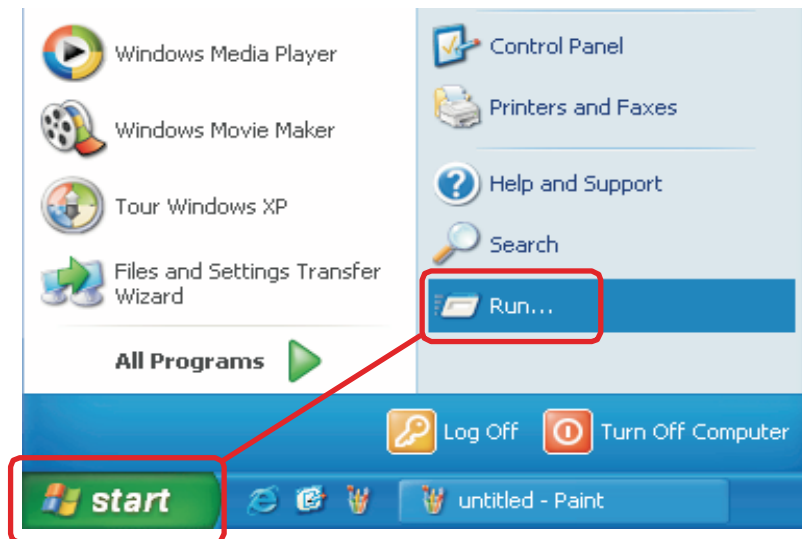 Windows Media Player
Windows Movie Maker
Tour Windows XP
Files and Settings Transfer
Wizard
All Programs
Control Panel
Printers and Faxes
Help and Support
Search
Run...
Log Off
Turn Off Computer
start
untitled - Paint